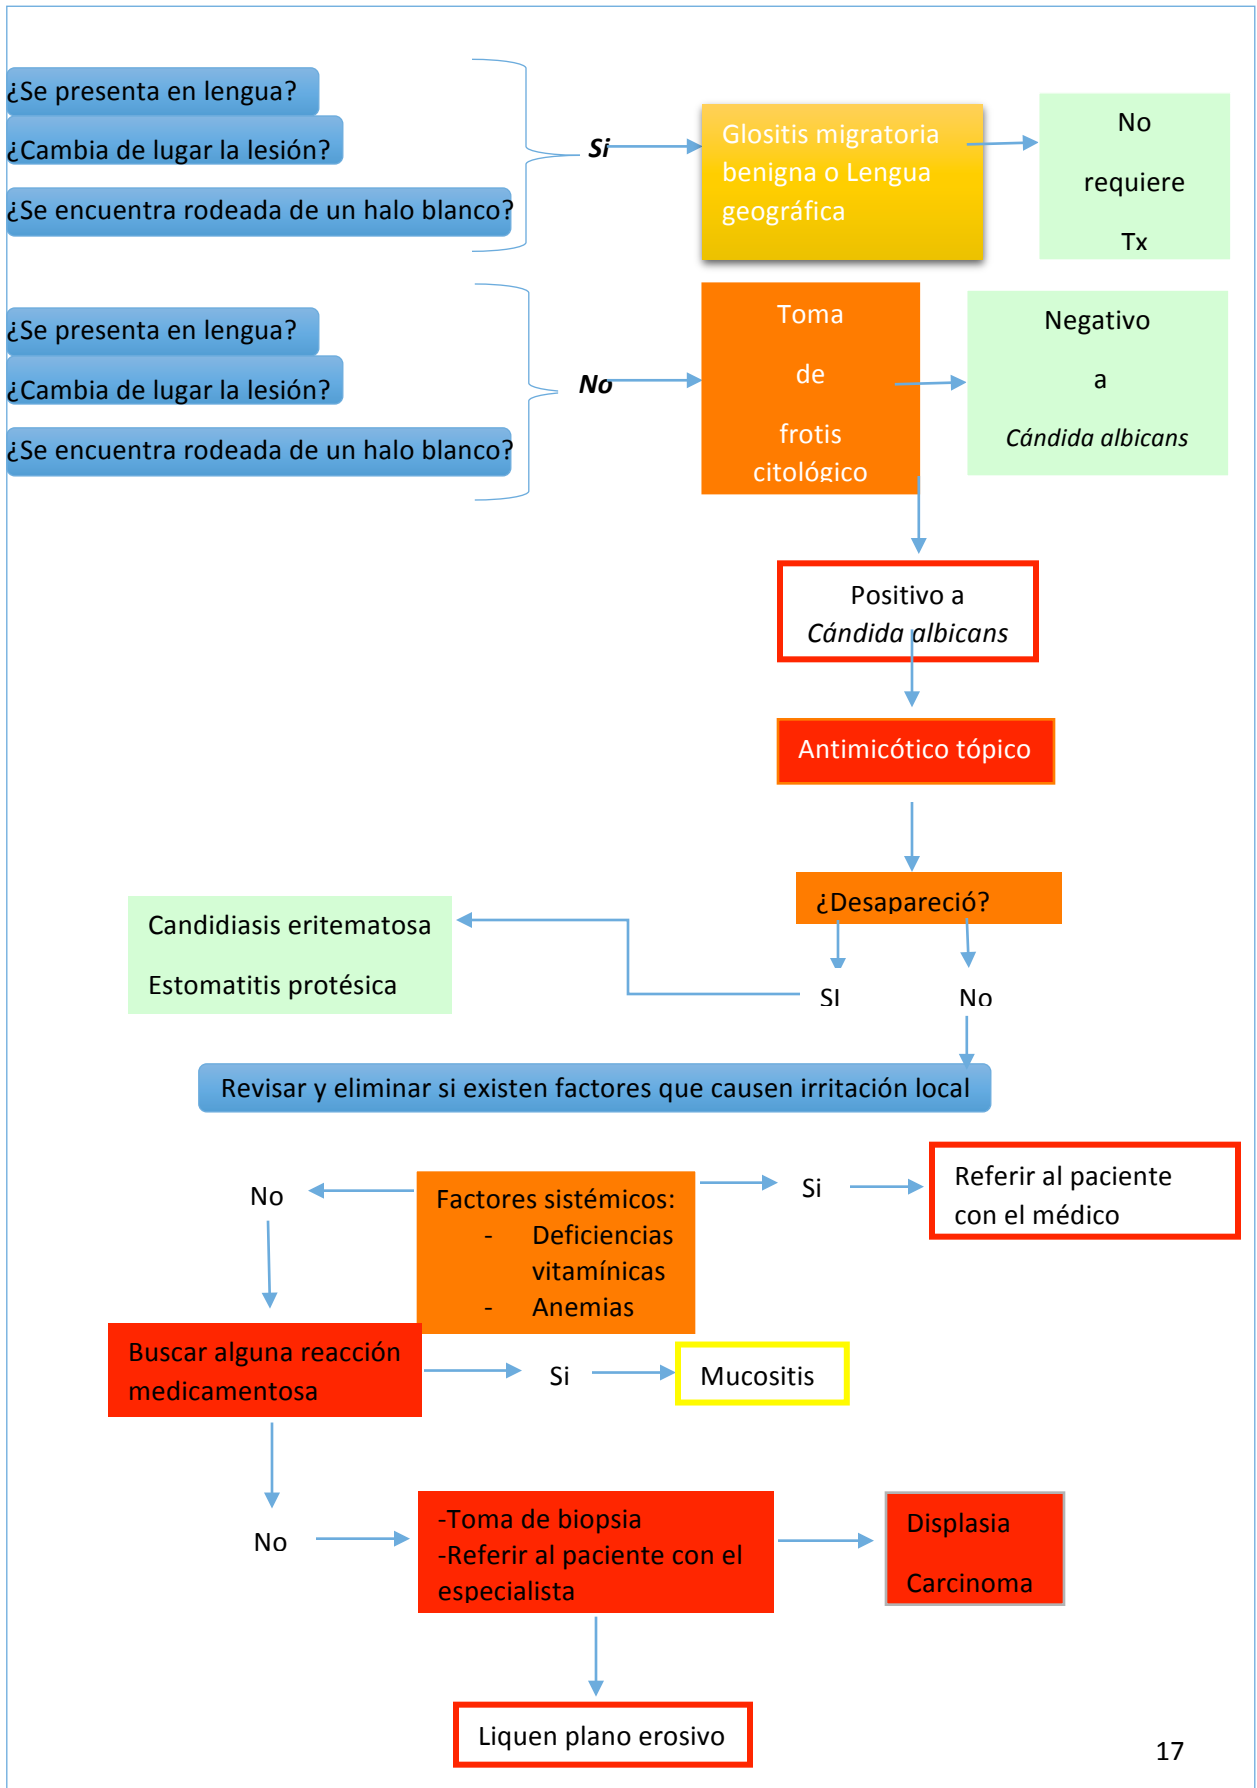 ¿Se presenta en lengua?
¿Cambia de lugar la lesión?
¿Se encuentra rodeada de un halo blanco?
Si
Glositis migratoria
benigna o Lengua
geográfica
No
requiere
Tx
¿Se presenta en lengua?
¿Cambia de lugar la lesión?
¿Se encuentra rodeada de un halo blanco?
No
Toma
de
frotis
citológico
Negativo
a
Cándida albicans
Positivo a
Cándida albicans
Antimicótico tópico
¿Desapareció?
Candidiasis eritematosa
Estomatitis protésica
SI
No
Revisar y eliminar si existen factores que causen irritación local
No
Factores sistémicos:
- Deficiencias
vitamínicas
- Anemias
Si
Referir al paciente
con el médico
Buscar alguna reacción
medicamentosa
Si
Mucositis
No
-Toma de biopsia
-Referir al paciente con el
especialista
Displasia
Carcinoma
Liquen plano erosivo
17